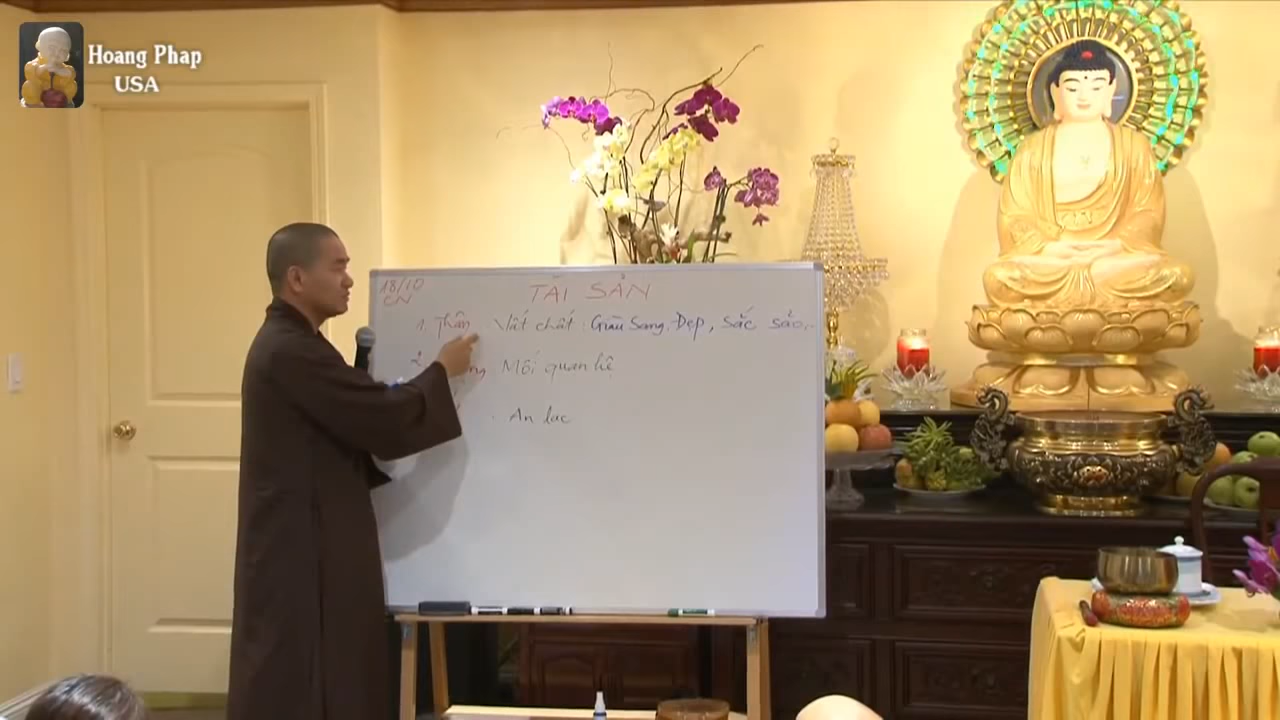 Hoang Phap
USA
18/10
CN
TÀI SẢN
1. Thân Vật chất: Giàu Sang, Đẹp, Sắc sảo,..
2. Mối quan hệ
- An lạc